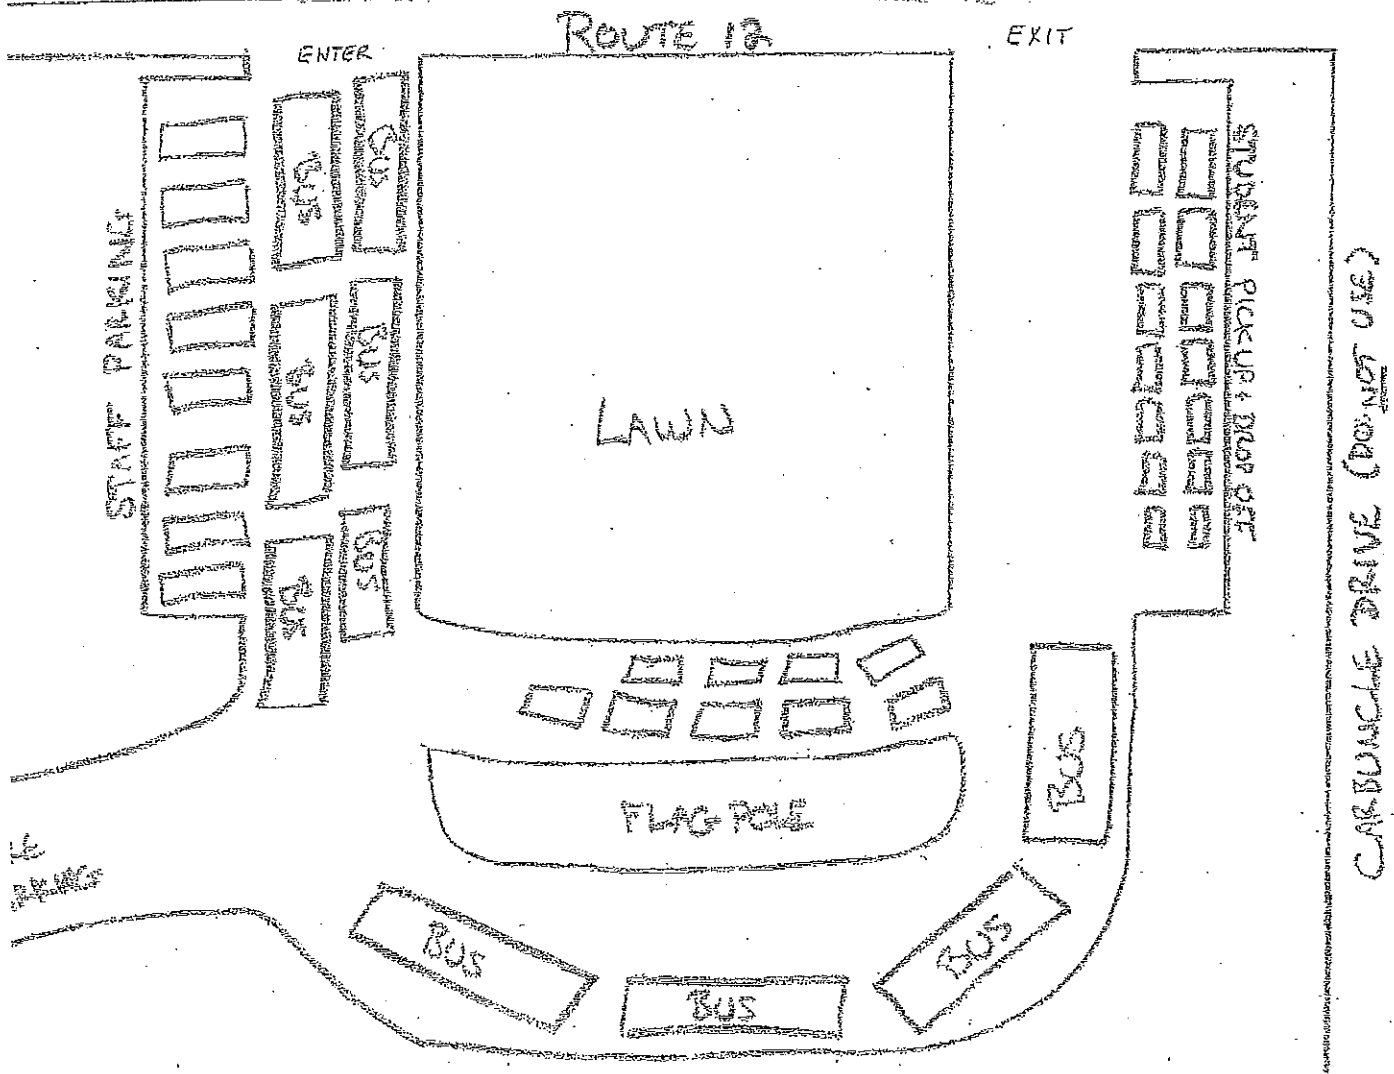 ROUTE 12
ENTER
EXIT
STAFF PARKING
BUS
BUS
BUS
BUS
BUS
BUS
LAWN
STUDENT PICKUP + DROP OFF
CARBUNCLE DRIVE (DO NOT USE)
FLAG POLE
BUS
BUS
BUS
BUS